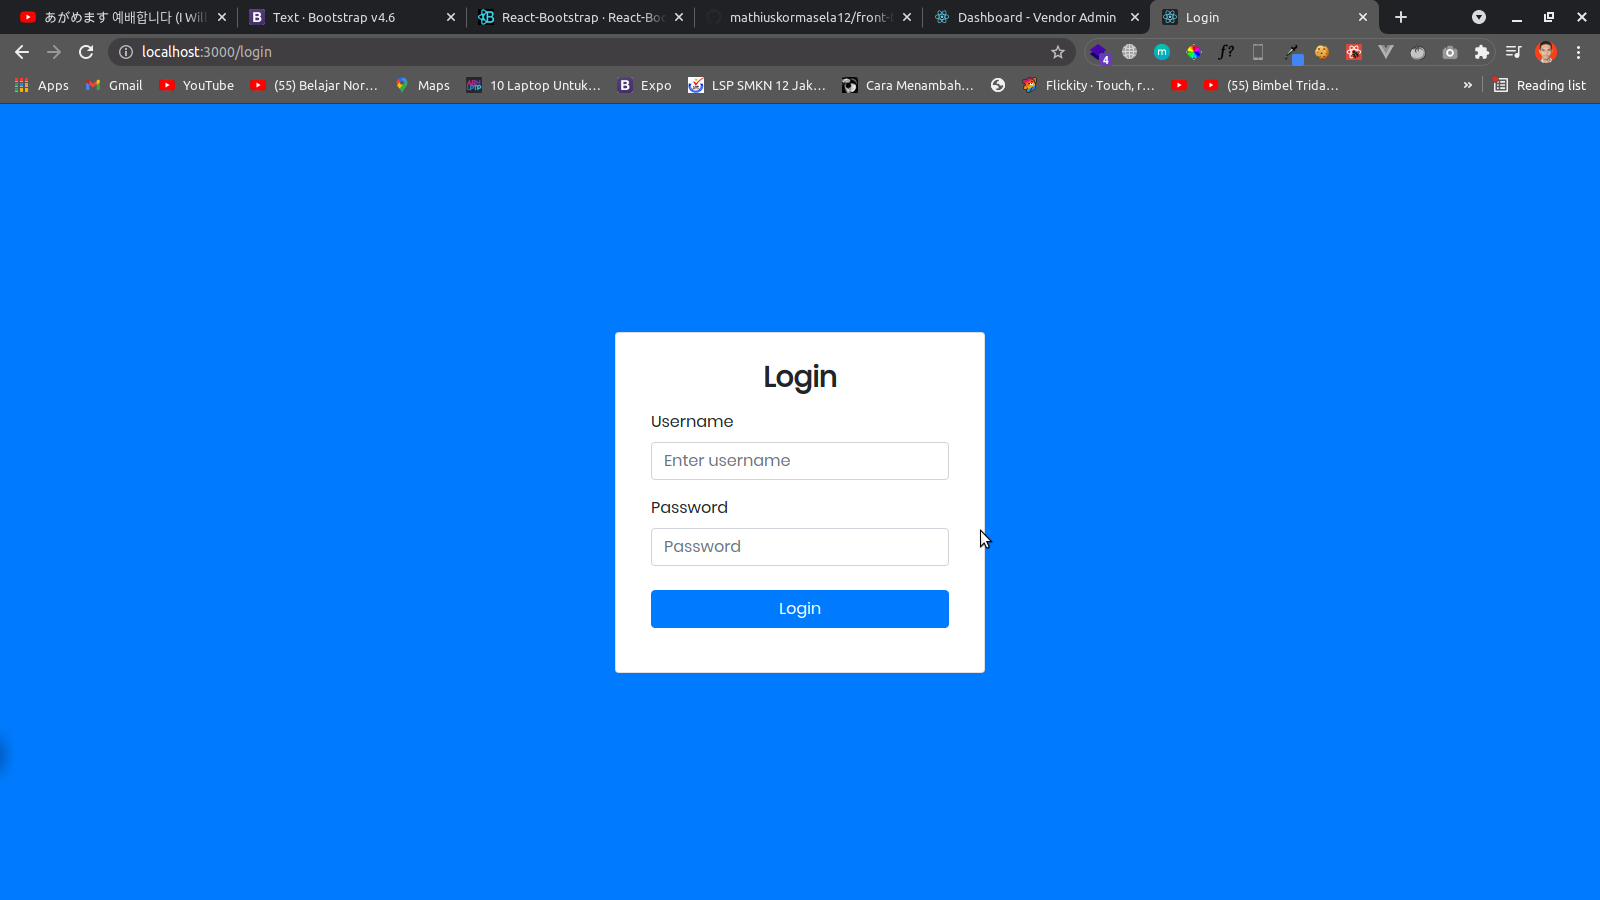 あがめます 예배합니다 (I Will
Text · Bootstrap v4.6
React-Bootstrap · React-Boo
mathiuskormasela12/front-
Dashboard - Vendor Admin
Login
localhost:3000/login
f?
4
m
Apps
Gmail
YouTube
(55) Belajar Nor...
Maps
10 Laptop Untuk...
Expo
LSP SMKN 12 Jak...
Cara Menambah...
Flickity · Touch, r...
(55) Bimbel Trida...
»
Reading list
Login
Username
Enter username
Password
Password
Login